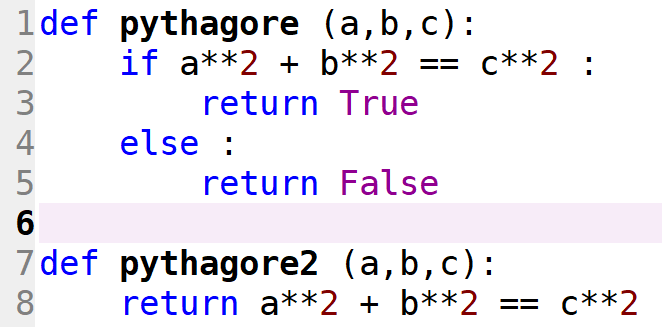 1 def pythagore (a,b,c):
2     if a**2 + b**2 == c**2 :
3         return True
4     else :
5         return False
6
7 def pythagore2 (a,b,c):
8     return a**2 + b**2 == c**2